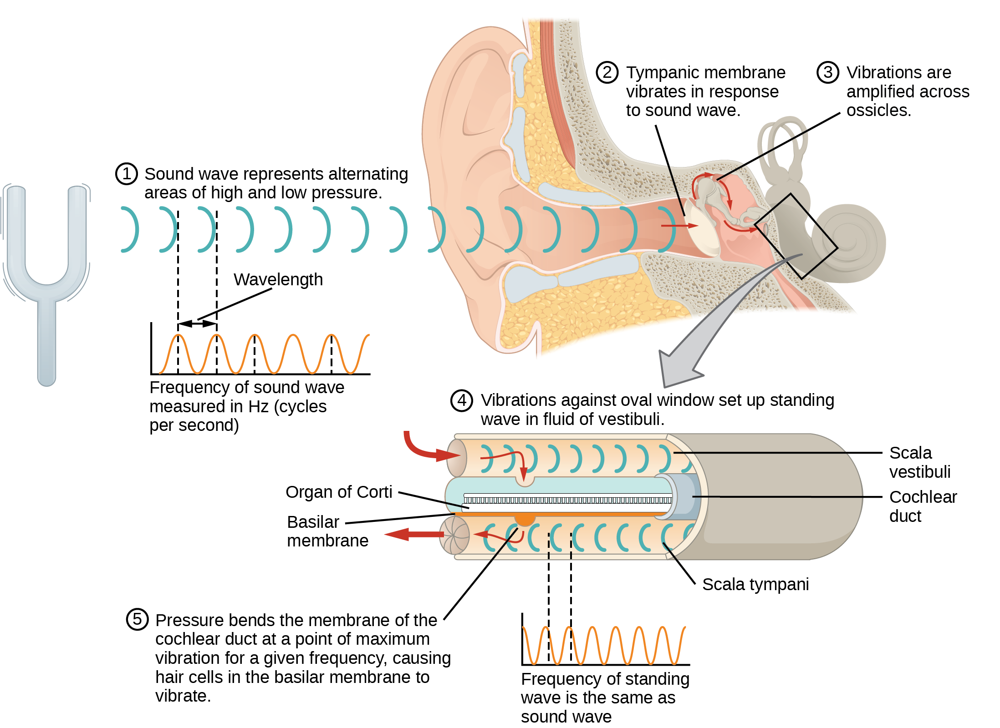 1 Sound wave represents alternating
areas of high and low pressure.
Wavelength
Frequency of sound wave
measured in Hz (cycles
per second)
2 Tympanic membrane
vibrates in response
to sound wave.
3 Vibrations are
amplified across
ossicles.
4 Vibrations against oval window set up standing
wave in fluid of vestibuli.
Scala
vestibuli
Cochlear
duct
Organ of Corti
Basilar
membrane
Scala tympani
5 Pressure bends the membrane of the
cochlear duct at a point of maximum
vibration for a given frequency, causing
hair cells in the basilar membrane to
vibrate.
Frequency of standing
wave is the same as
sound wave